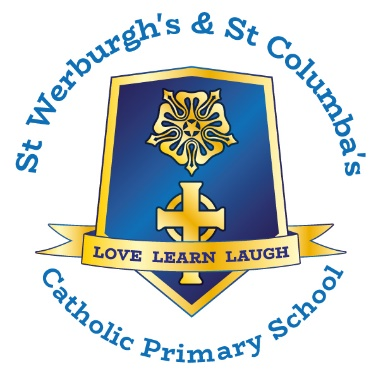 St Werburgh's & St Columba's
LOVE LEARN LAUGH
Catholic Primary School